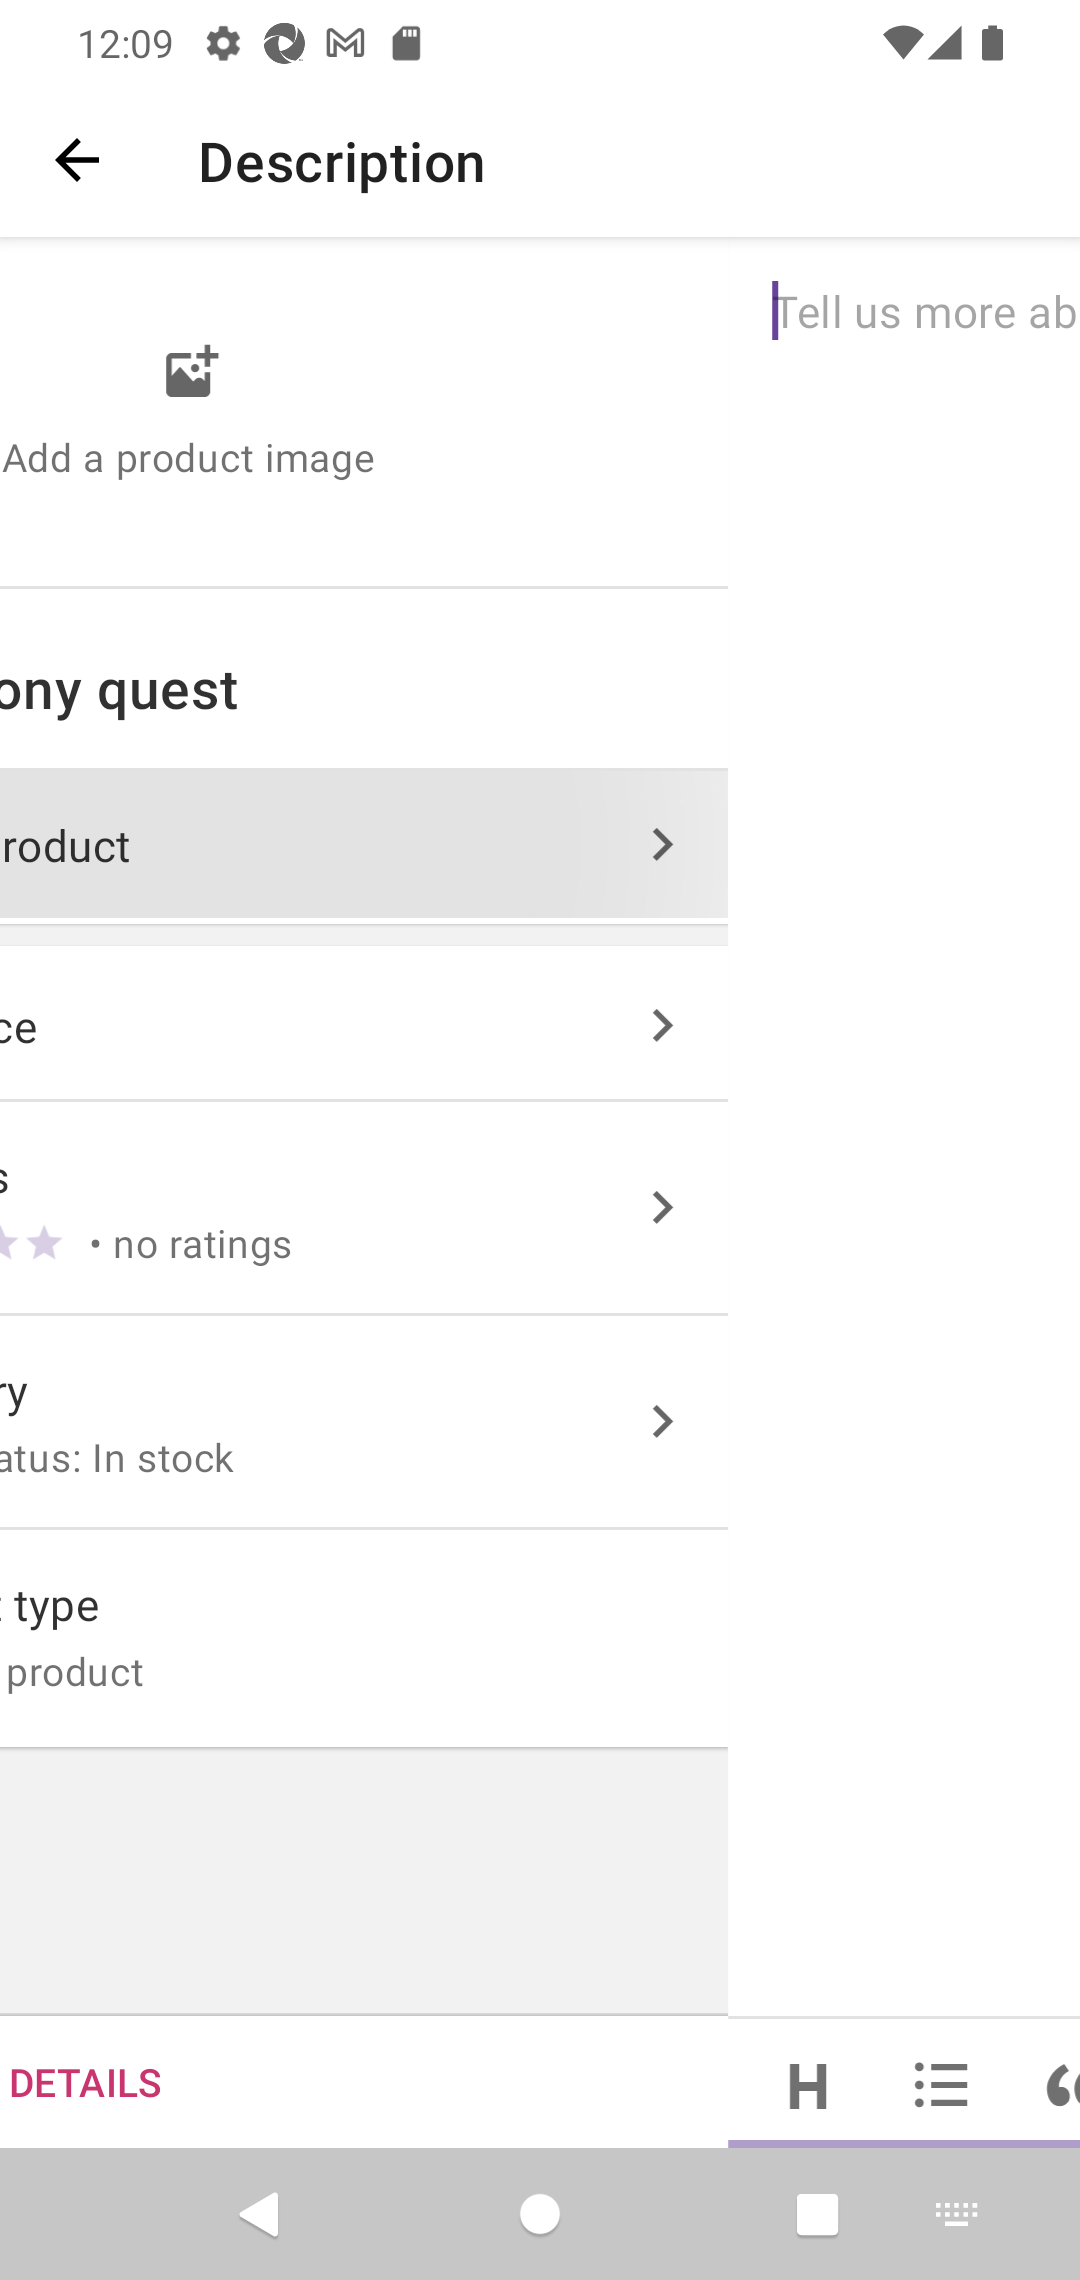 12:09
Description
Tell us more ab
Add a product image
ony quest
roduct
ce
s
• no ratings
ry
atus: In stock
type
product
DETAILS
H